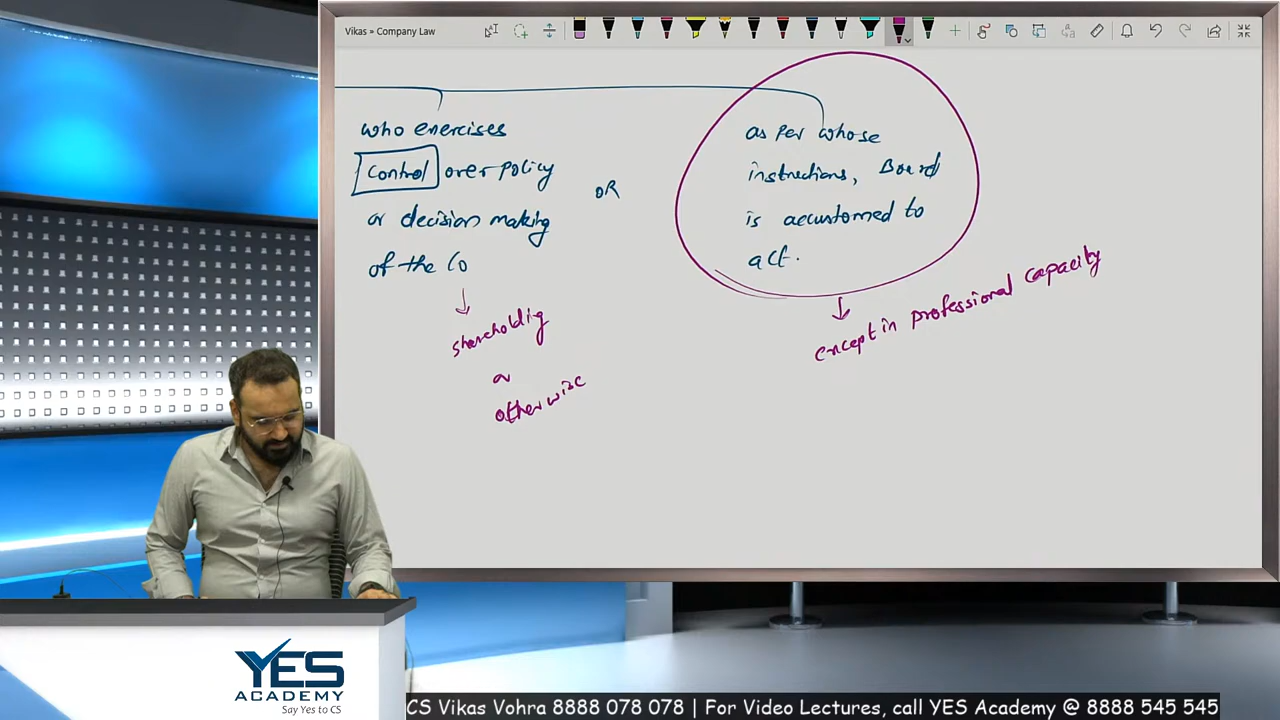 Vikas » Company Law
who exercises
Control over policy
or decision making
of the Co
shareholding
or
otherwise
OR
as per whose
instructions, Board
is accustomed to
act.
except in professional capacity
YES
ACADEMY
Say Yes to CS
CS Vikas Vohra 8888 078 078 | For Video Lectures, call YES Academy @ 8888 545 545